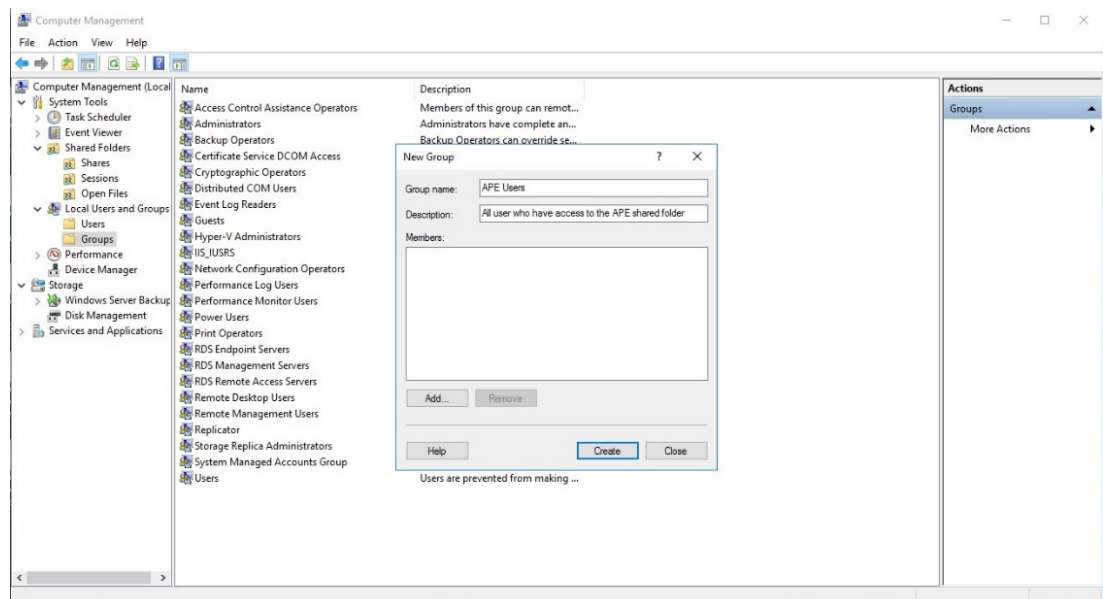 Computer Management
File Action View Help
Computer Management (Local
System Tools
Task Scheduler
Event Viewer
Shared Folders
Shares
Sessions
Open Files
Local Users and Groups
Users
Groups
Performance
Device Manager
Storage
Windows Server Backup
Disk Management
Services and Applications
Name Description
Access Control Assistance Operators Members of this group can remot...
Administrators Administrators have complete an...
Backup Operators Backup Operators can override se...
Certificate Service DCOM Access
Cryptographic Operators
Distributed COM Users
Event Log Readers
Guests
Hyper-V Administrators
IIS_IUSRS
Network Configuration Operators
Performance Log Users
Performance Monitor Users
Power Users
Print Operators
RDS Endpoint Servers
RDS Management Servers
RDS Remote Access Servers
Remote Desktop Users
Remote Management Users
Replicator
Storage Replica Administrators
System Managed Accounts Group
Users Users are prevented from making ...
New Group ? X
Group name: APE Users
Description: All user who have access to the APE shared folder
Members:
Add... Remove
Help Create Close
Actions
Groups
More Actions